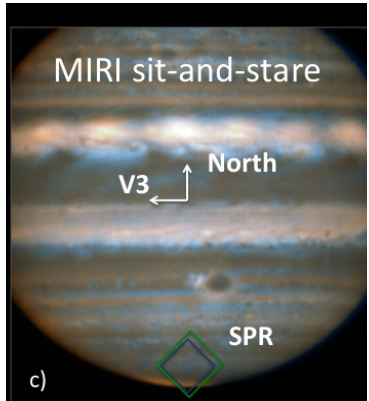 MIRI sit-and-stare
North
V3
SPR
c)